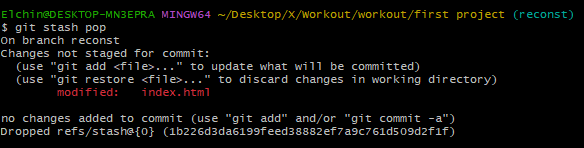 Elchin@DESKTOP-MN3EPRA MINGW64 ~/Desktop/X/Workout/workout/first project (reconst)
$ git stash pop
On branch reconst
Changes not staged for commit:
  (use "git add <file>..." to update what will be committed)
  (use "git restore <file>..." to discard changes in working directory)
        modified:   index.html

no changes added to commit (use "git add" and/or "git commit -a")
Dropped refs/stash@{0} (1b226d3da6199feed38882ef7a9c761d509d2f1f)